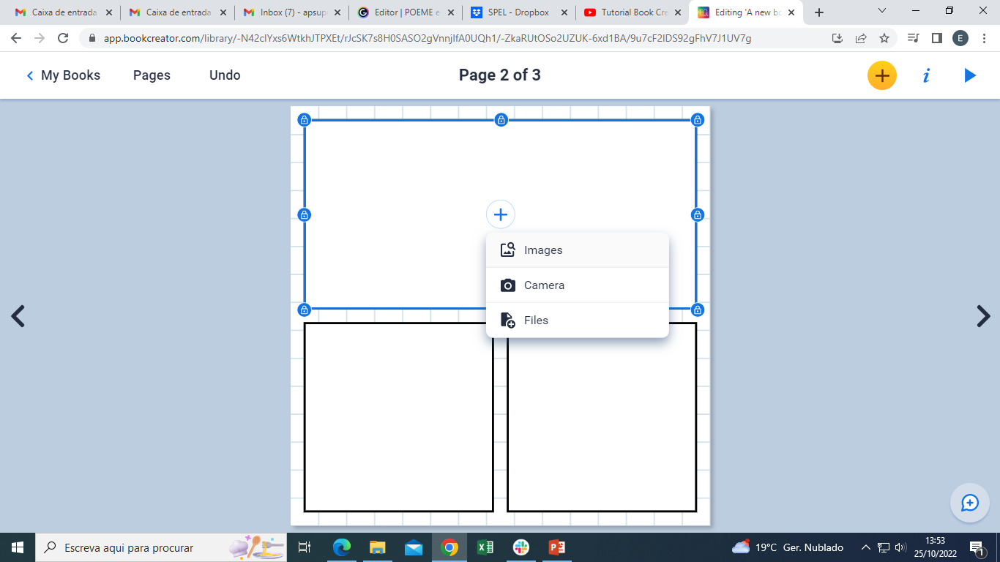 Caixa de entrada
Caixa de entrada
Inbox (7) - apsup
Editor | POEME e
SPEL - Dropbox
Tutorial Book Cre
Editing 'A new bo
app.bookcreator.com/library/-N42clYxs6WtkhJTPXEt/rJcSK7s8H0SASO2gVnnjIfA0UQh1/-ZkaRUtOSo2UZUK-6xd1BA/9u7cF2IDS92gFhV7J1UV7g
E
My Books
Pages
Undo
Page 2 of 3
i
Images
Camera
Files
Escreva aqui para procurar
19°C Ger. Nublado
13:53
25/10/2022
1